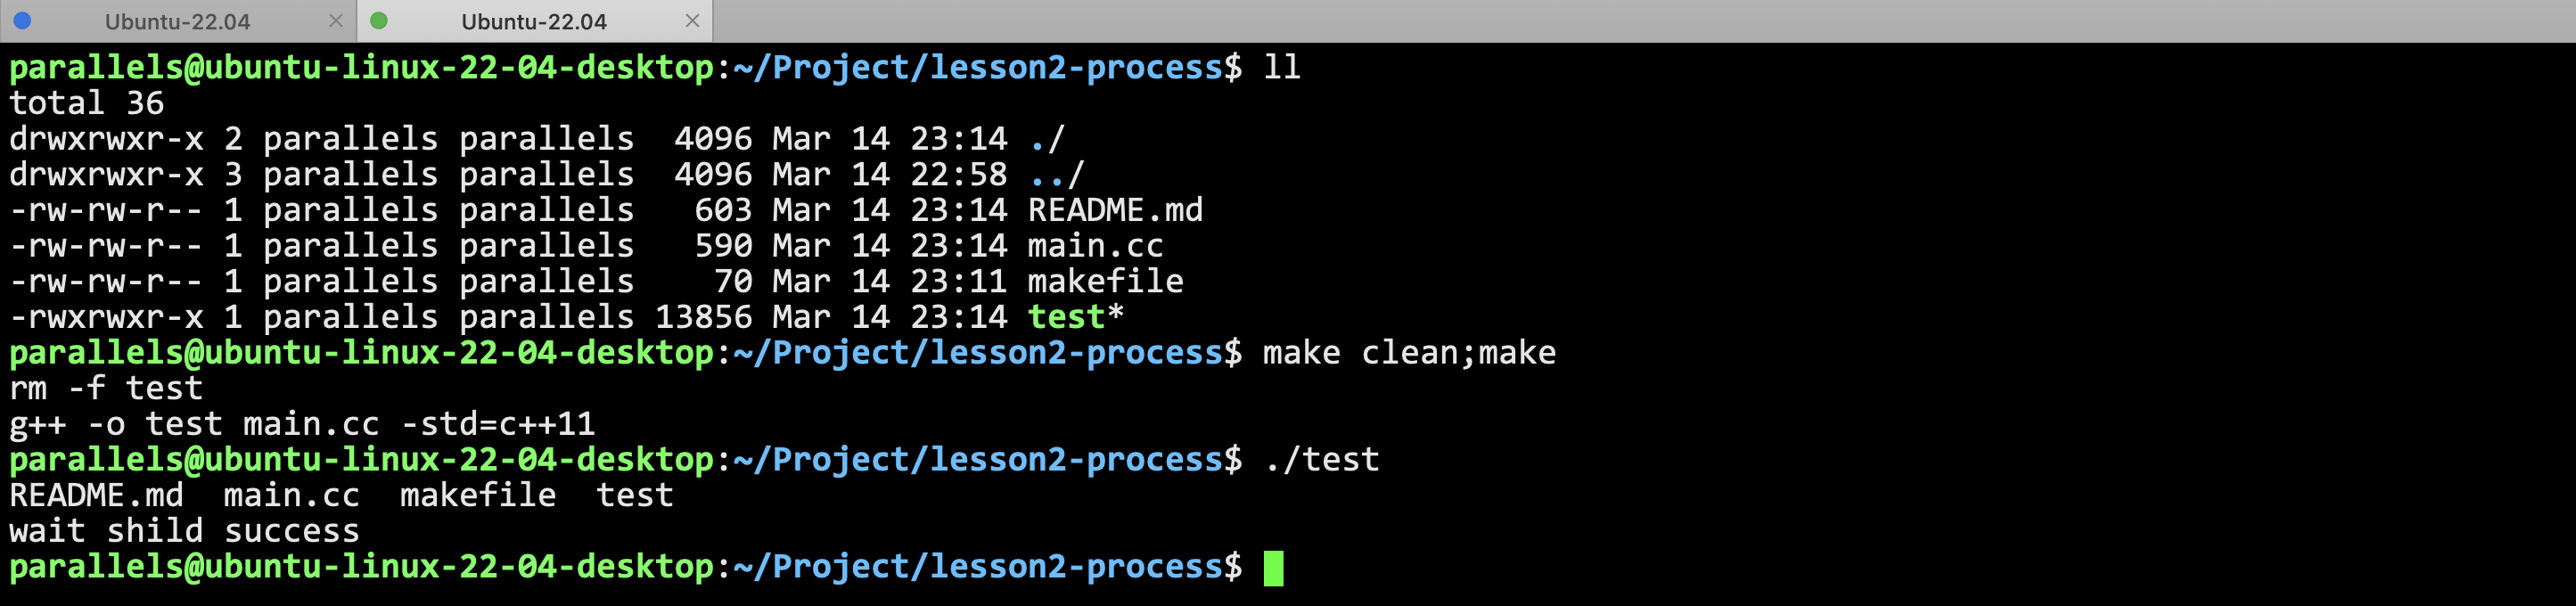 Ubuntu-22.04 × Ubuntu-22.04 ×
parallels@ubuntu-linux-22-04-desktop:~/Project/lesson2-process$ ll
total 36
drwxrwxr-x 2 parallels parallels  4096 Mar 14 23:14 ./
drwxrwxr-x 3 parallels parallels  4096 Mar 14 22:58 ../
-rw-rw-r-- 1 parallels parallels   603 Mar 14 23:14 README.md
-rw-rw-r-- 1 parallels parallels   590 Mar 14 23:14 main.cc
-rw-rw-r-- 1 parallels parallels    70 Mar 14 23:11 makefile
-rwxrwxr-x 1 parallels parallels 13856 Mar 14 23:14 test*
parallels@ubuntu-linux-22-04-desktop:~/Project/lesson2-process$ make clean;make
rm -f test
g++ -o test main.cc -std=c++11
parallels@ubuntu-linux-22-04-desktop:~/Project/lesson2-process$ ./test
README.md  main.cc  makefile  test
wait shild success
parallels@ubuntu-linux-22-04-desktop:~/Project/lesson2-process$